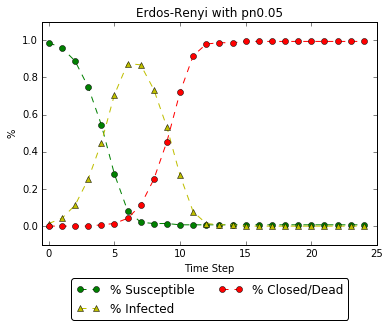 Erdos-Renyi with pn0.05
1.0
0.8
0.6
0.4
0.2
0.0
%
0 5 10 15 20 25
Time Step
% Susceptible % Closed/Dead
% Infected